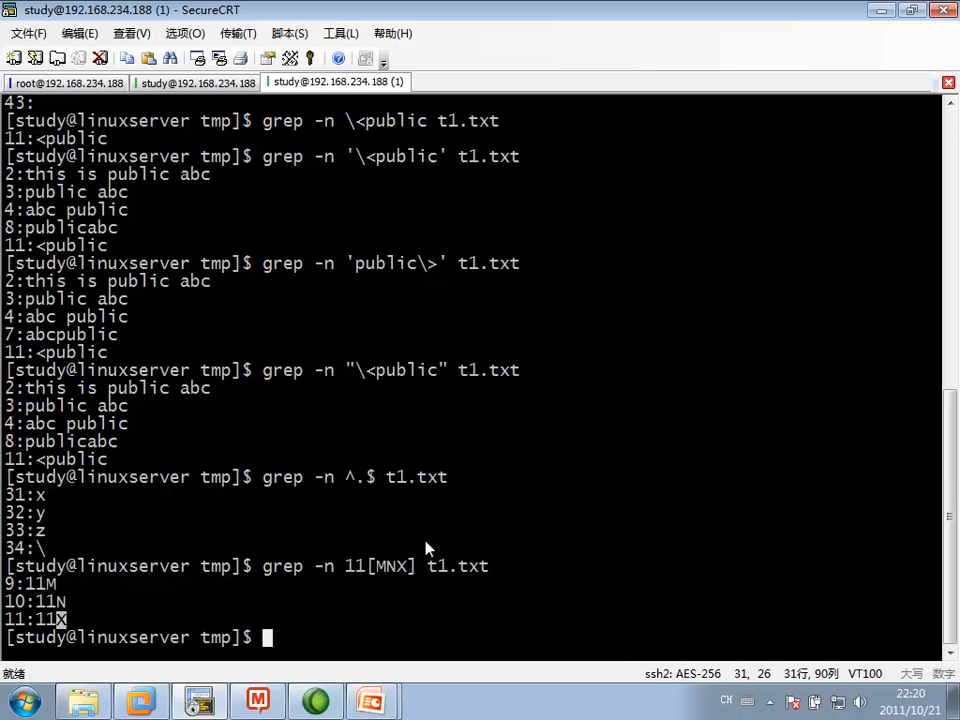 study@192.168.234.188 (1) - SecureCRT
文件(F) 编辑(E) 查看(V) 选项(O) 传输(T) 脚本(S) 工具(L) 帮助(H)
root@192.168.234.188 study@192.168.234.188 study@192.168.234.188 (1)
43:
[study@linuxserver tmp]$ grep -n \<public t1.txt
11:<public
[study@linuxserver tmp]$ grep -n '\<public' t1.txt
2:this is public abc
3:public abc
4:abc public
8:publicabc
11:<public
[study@linuxserver tmp]$ grep -n 'public\>' t1.txt
2:this is public abc
3:public abc
4:abc public
7:abcpublic
11:<public
[study@linuxserver tmp]$ grep -n "\<public" t1.txt
2:this is public abc
3:public abc
4:abc public
8:publicabc
11:<public
[study@linuxserver tmp]$ grep -n ^.$ t1.txt
31:x
32:y
33:z
34:\
[study@linuxserver tmp]$ grep -n 11[MNX] t1.txt
9:11M
10:11N
11:11X
[study@linuxserver tmp]$
就绪 ssh2: AES-256 31, 26 31行, 90列 VT100 大写 数字
CH 22:20
2011/10/21